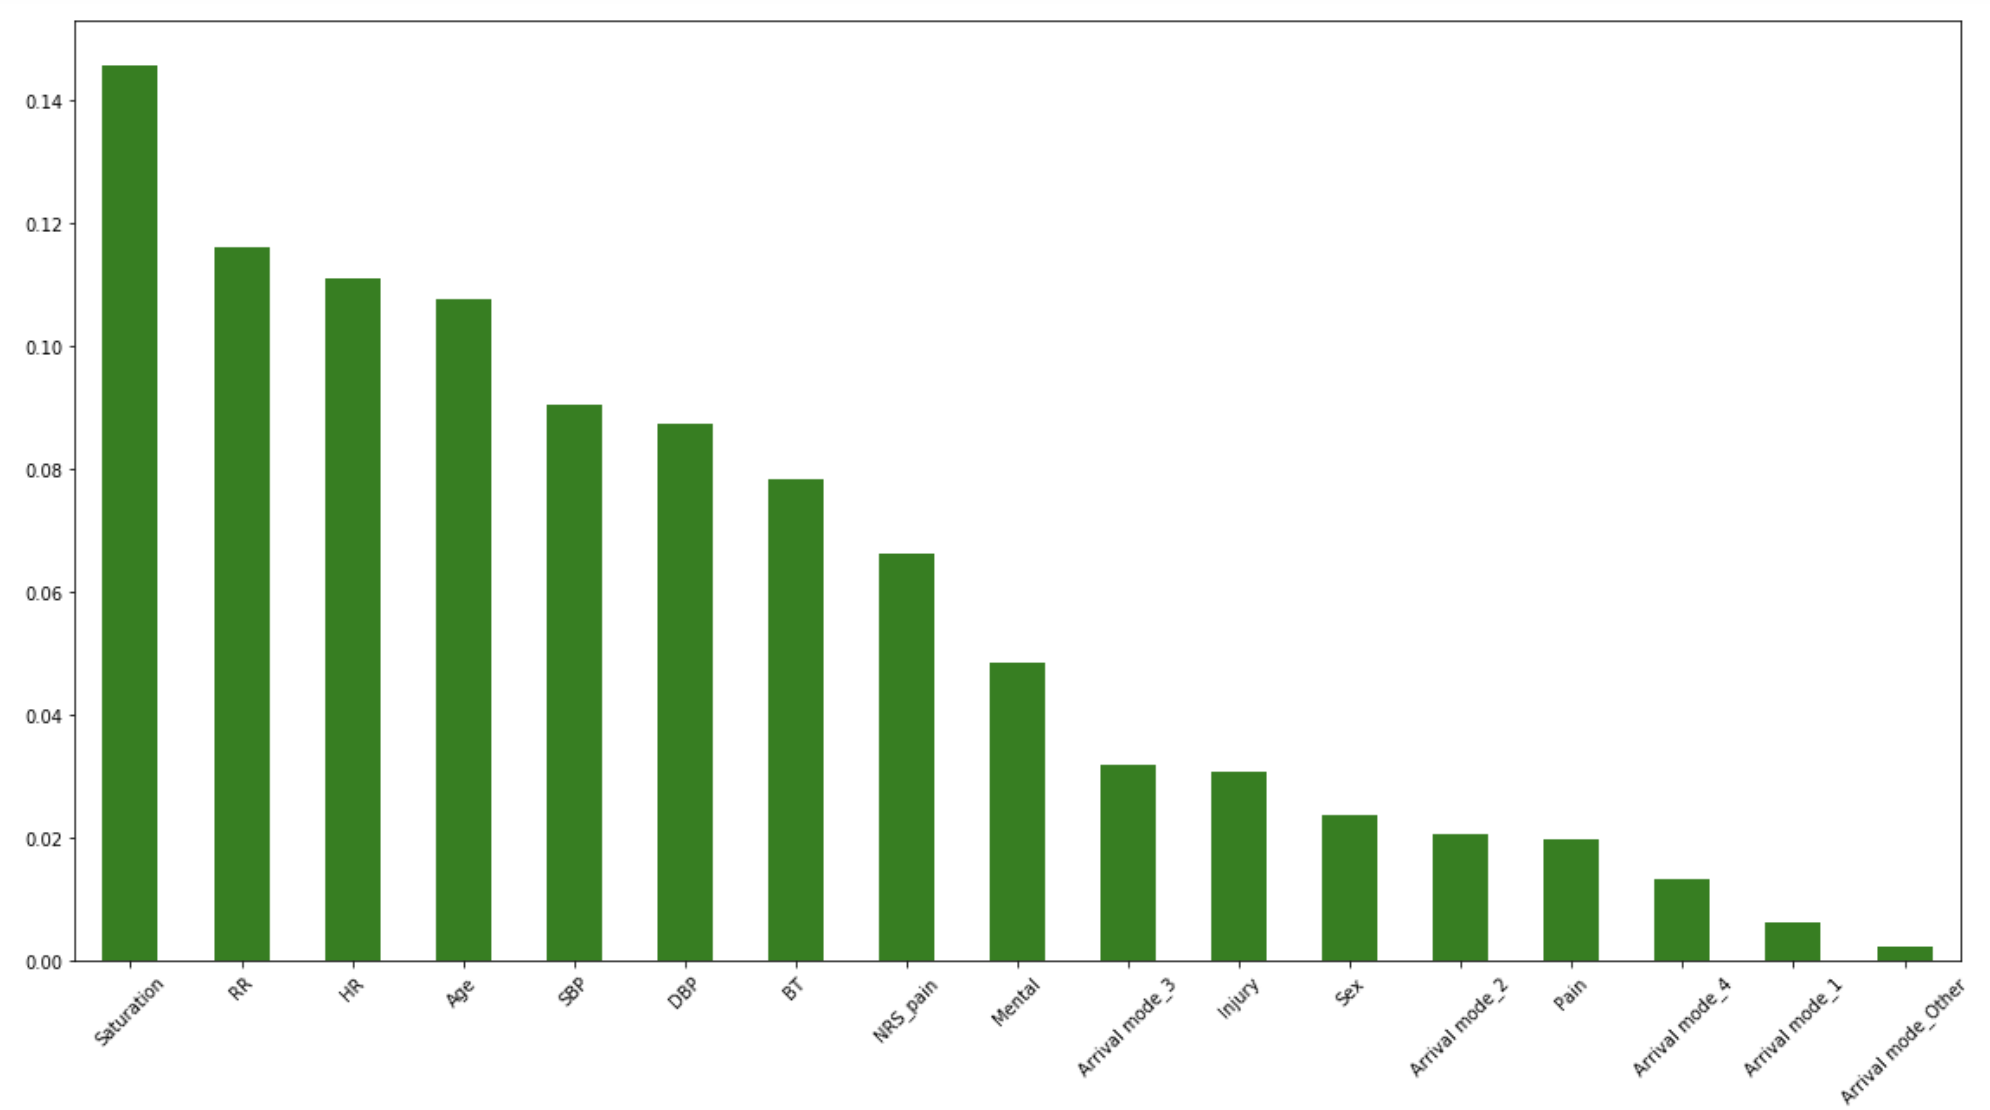 0.14
0.12
0.10
0.08
0.06
0.04
0.02
0.00
Saturation
RR
HR
Age
SBP
DBP
BT
NRS_pain
Mental
Arrival mode_3
Injury
Sex
Arrival mode_2
Pain
Arrival mode_4
Arrival mode_1
Arrival mode_Other